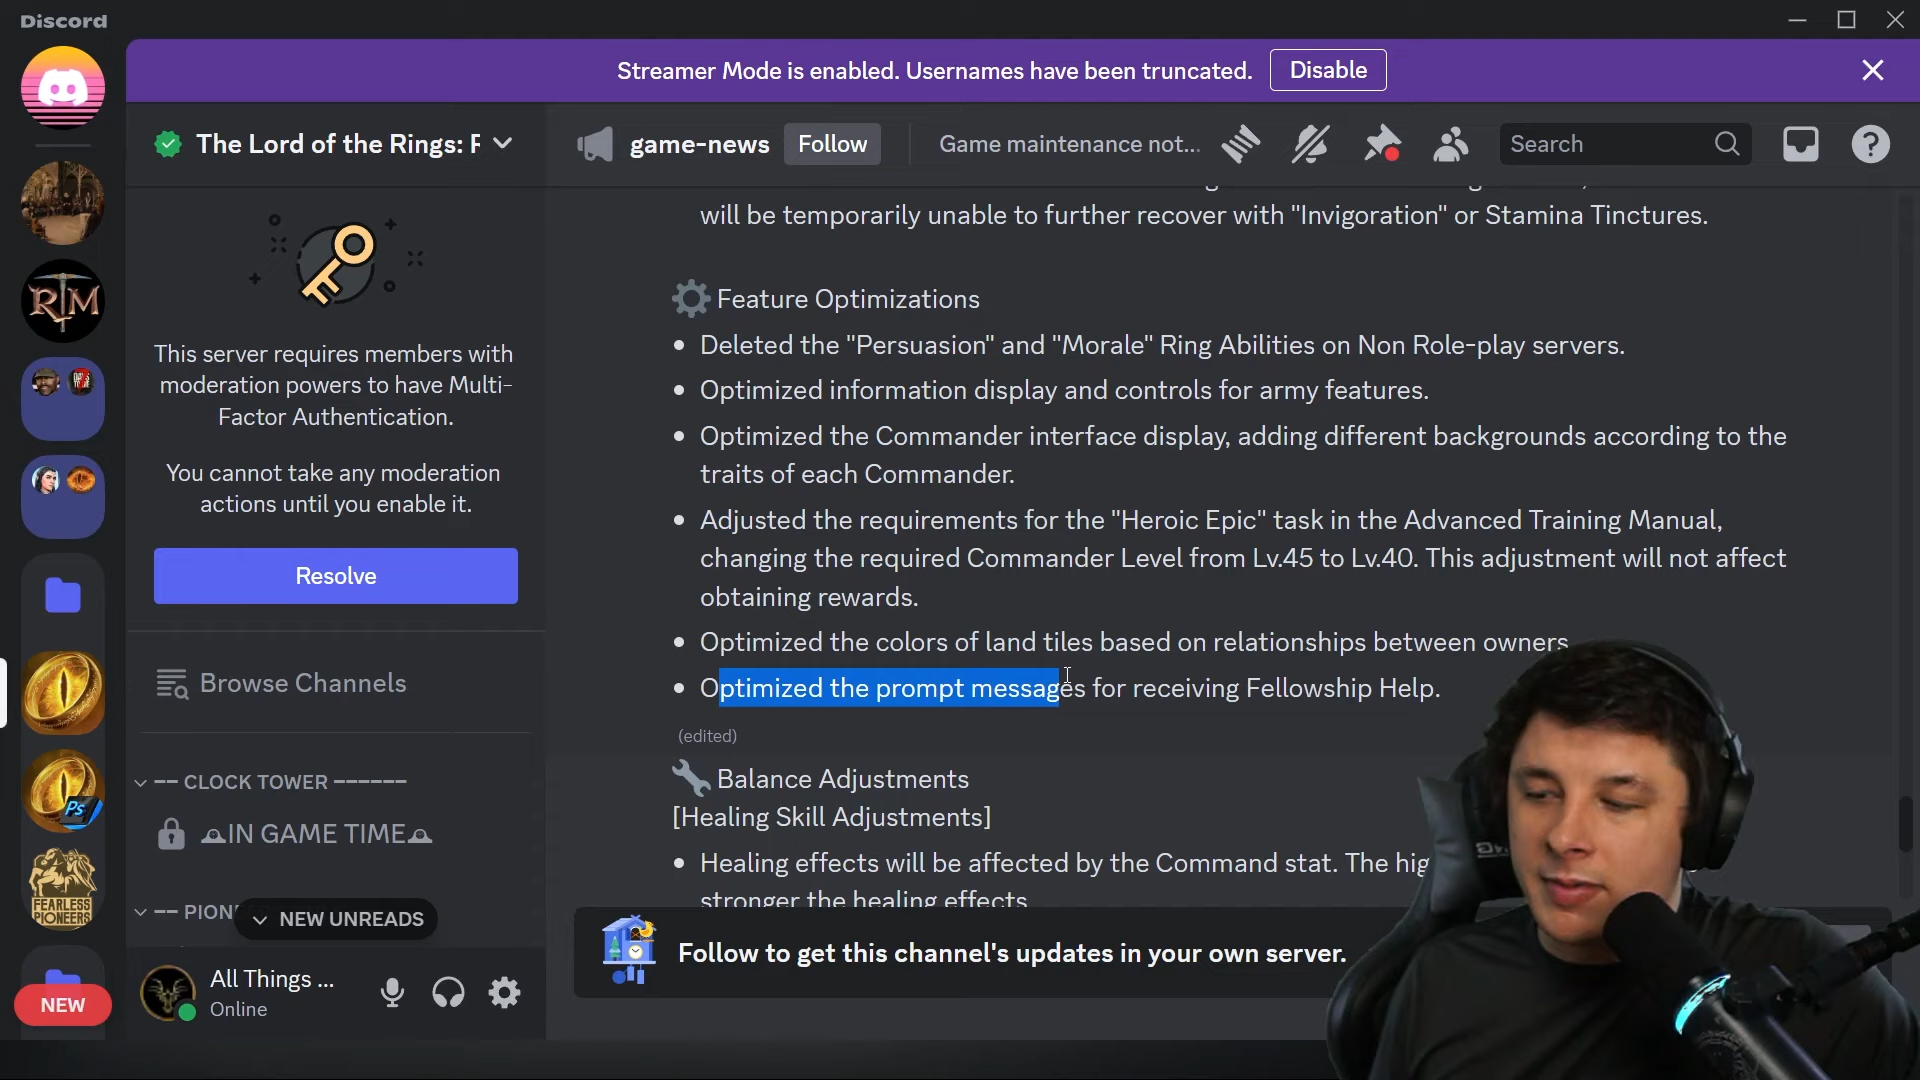 Discord
Streamer Mode is enabled. Usernames have been truncated. Disable
The Lord of the Rings: R
game-news Follow Game maintenance not... Search
This server requires members with
moderation powers to have Multi-
Factor Authentication.
You cannot take any moderation
actions until you enable it.
Resolve
Browse Channels
-- CLOCK TOWER ------
IN GAME TIME
-- PION
NEW UNREADS
All Things ...
Online
NEW
RTM
FEARLESS
PIONEERS
Ps
will be temporarily unable to further recover with "Invigoration" or Stamina Tinctures.
Feature Optimizations
• Deleted the "Persuasion" and "Morale" Ring Abilities on Non Role-play servers.
• Optimized information display and controls for army features.
• Optimized the Commander interface display, adding different backgrounds according to the
traits of each Commander.
• Adjusted the requirements for the "Heroic Epic" task in the Advanced Training Manual,
changing the required Commander Level from Lv.45 to Lv.40. This adjustment will not affect
obtaining rewards.
• Optimized the colors of land tiles based on relationships between owners
• Optimized the prompt messages for receiving Fellowship Help.
(edited)
Balance Adjustments
[Healing Skill Adjustments]
• Healing effects will be affected by the Command stat. The hig
stronger the healing effects
Follow to get this channel's updates in your own server.